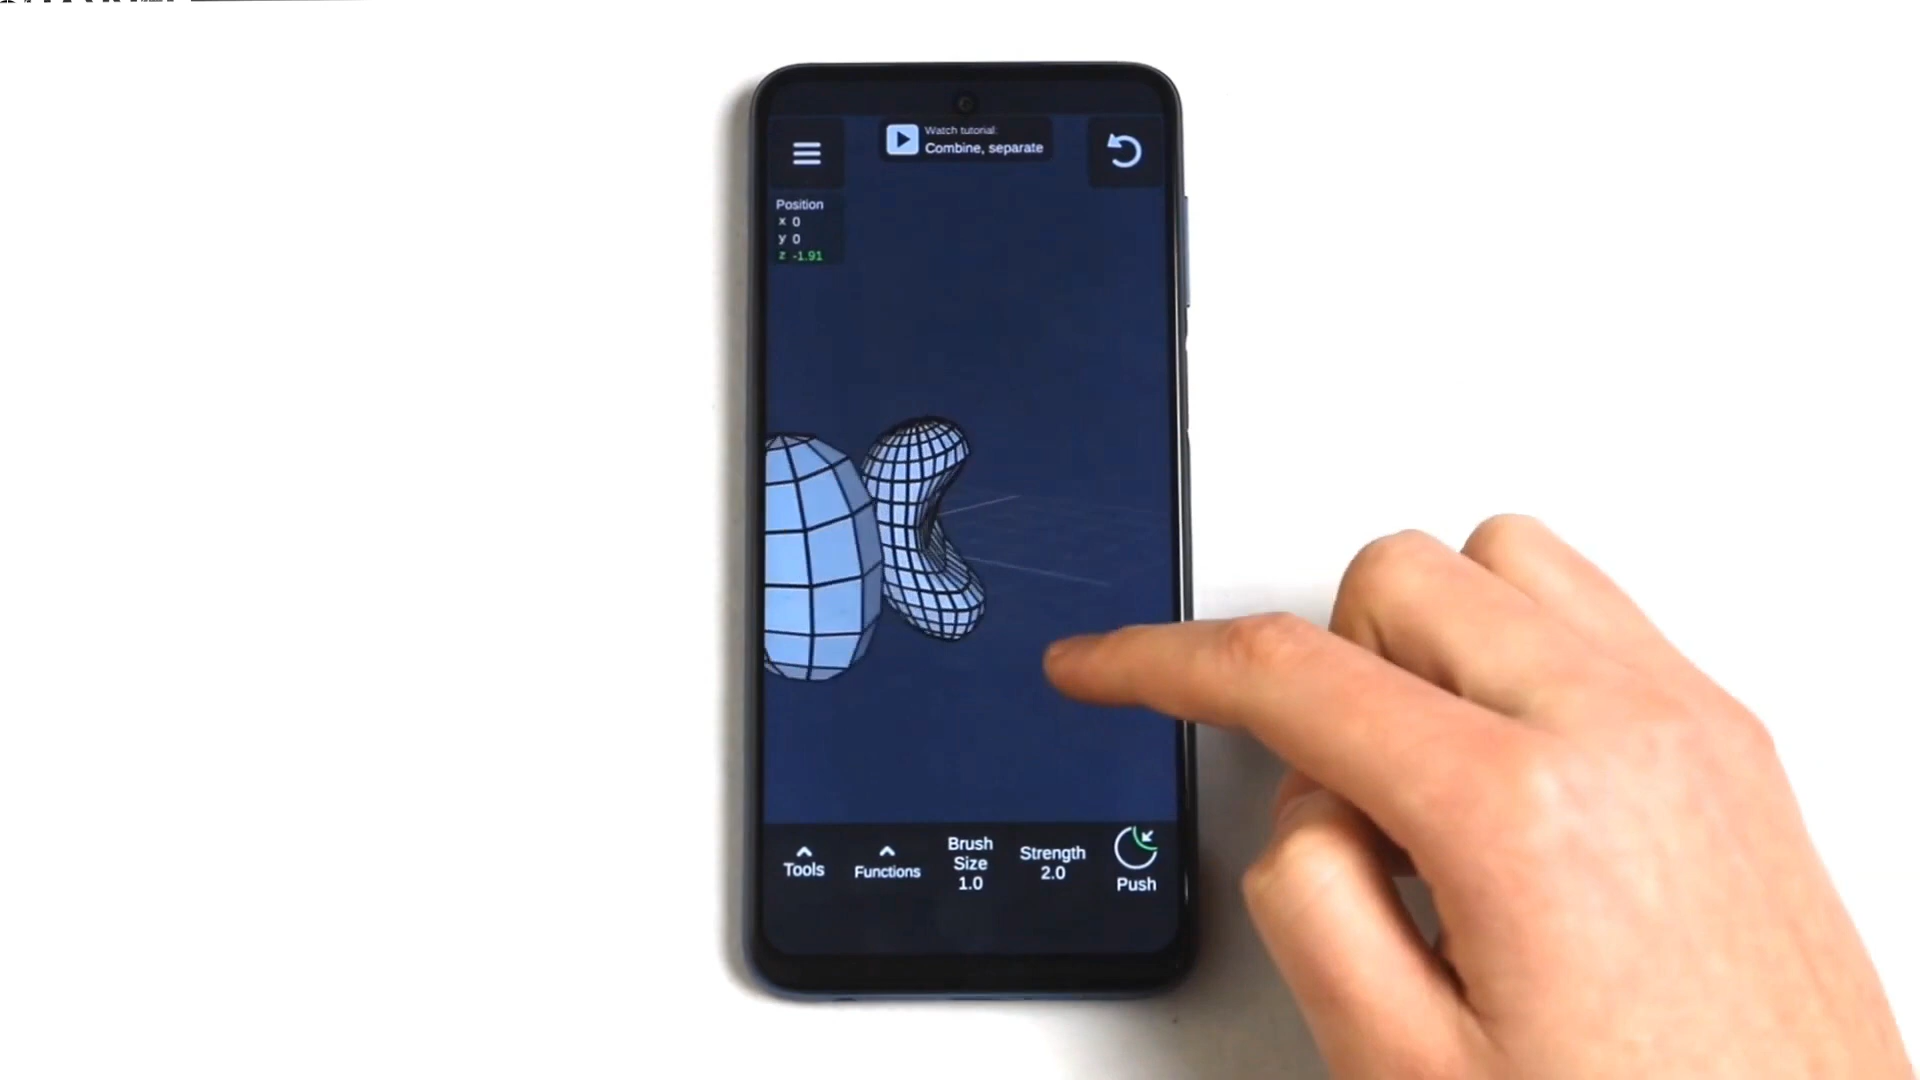 Watch tutorial:
Combine, separate
Position
x 0
y 0
z -1.91
Tools
Functions
Brush
Size
1.0
Strength
2.0
Push